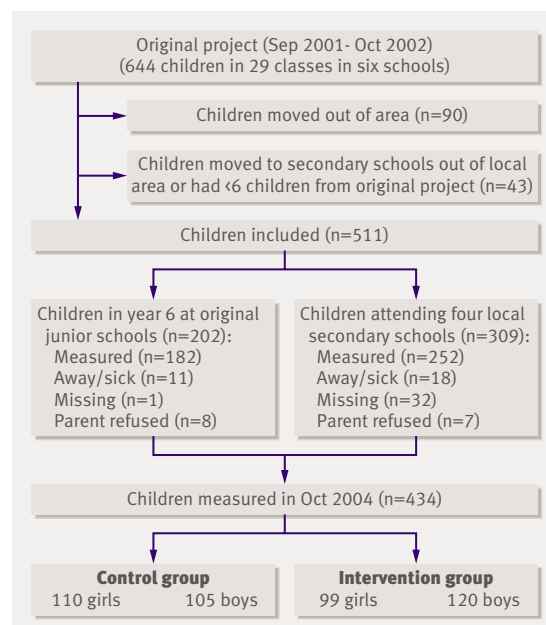 Original project (Sep 2001- Oct 2002)
(644 children in 29 classes in six schools)
Children moved out of area (n=90)
Children moved to secondary schools out of local
area or had <6 children from original project (n=43)
Children included (n=511)
Children in year 6 at original
junior schools (n=202):
Measured (n=182)
Away/sick (n=11)
Missing (n=1)
Parent refused (n=8)
Children attending four local
secondary schools (n=309):
Measured (n=252)
Away/sick (n=18)
Missing (n=32)
Parent refused (n=7)
Children measured in Oct 2004 (n=434)
Control group
110 girls 105 boys
Intervention group
99 girls 120 boys